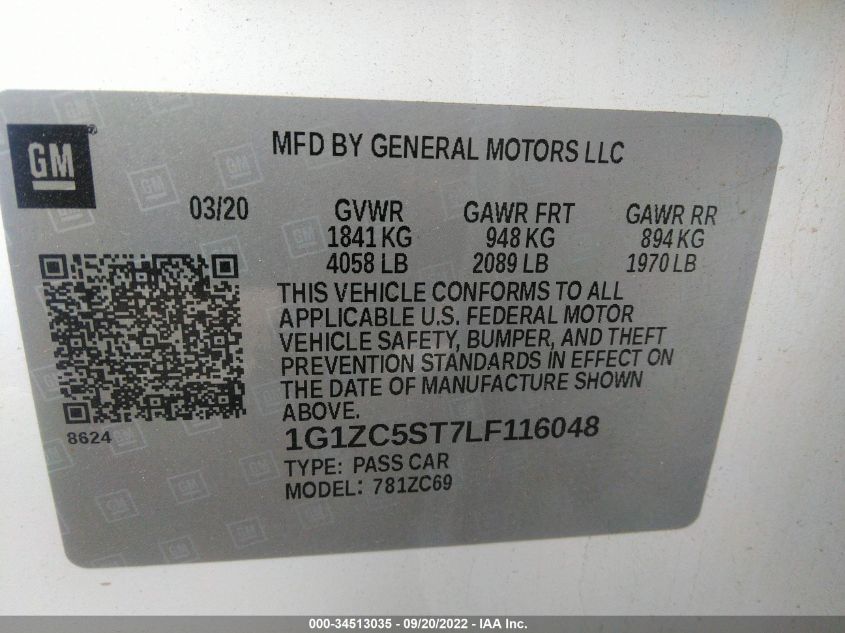 GM
MFD BY GENERAL MOTORS LLC
03/20 GVWR GAWR FRT GAWR RR
1841 KG 948 KG 894 KG
4058 LB 2089 LB 1970 LB
THIS VEHICLE CONFORMS TO ALL
APPLICABLE U.S. FEDERAL MOTOR
VEHICLE SAFETY, BUMPER, AND THEFT
PREVENTION STANDARDS IN EFFECT ON
THE DATE OF MANUFACTURE SHOWN
ABOVE.
8624
1G1ZC5ST7LF116048
TYPE: PASS CAR
MODEL: 781ZC69
000-34513035 - 09/20/2022 - IAA Inc.